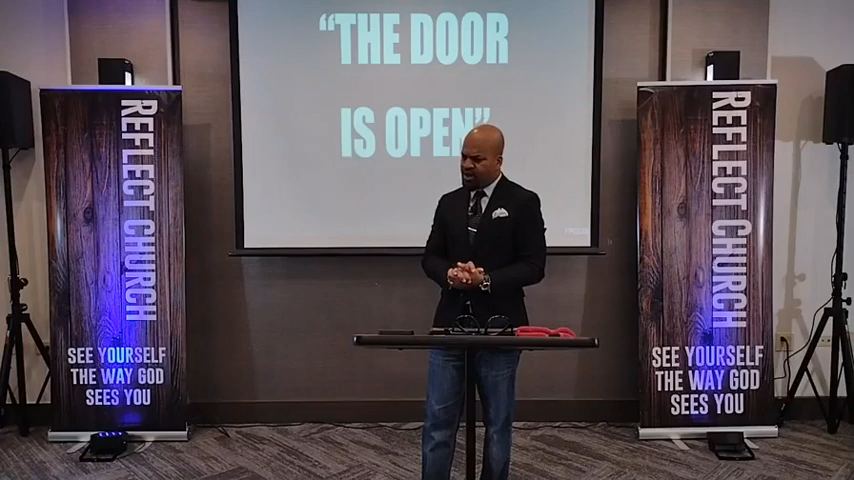 “THE DOOR
IS OPEN”
REFLECT CHURCH
SEE YOURSELF
THE WAY GOD
SEES YOU
REFLECT CHURCH
SEE YOURSELF
THE WAY GOD
SEES YOU